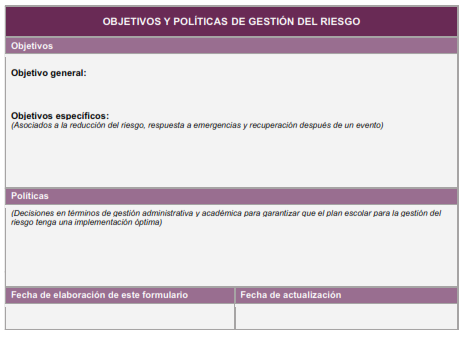 OBJETIVOS Y POLÍTICAS DE GESTIÓN DEL RIESGO
Objetivos
Objetivo general:
Objetivos específicos:
(Asociados a la reducción del riesgo, respuesta a emergencias y recuperación después de un evento)
Políticas
(Decisiones en términos de gestión administrativa y académica para garantizar que el plan escolar para la gestión del
riesgo tenga una implementación óptima)
Fecha de elaboración de este formulario
Fecha de actualización